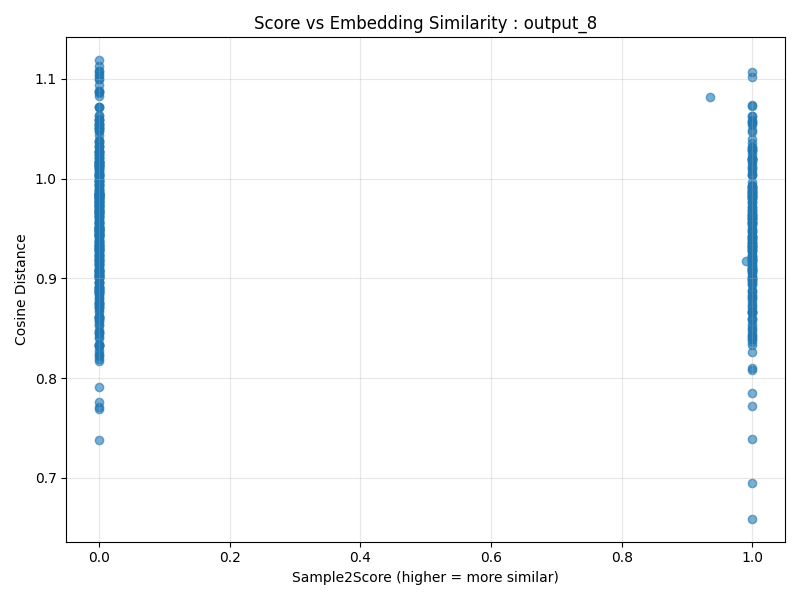 Score vs Embedding Similarity : output_8
Cosine Distance
1.1
1.0
0.9
0.8
0.7
0.0 0.2 0.4 0.6 0.8 1.0
Sample2Score (higher = more similar)